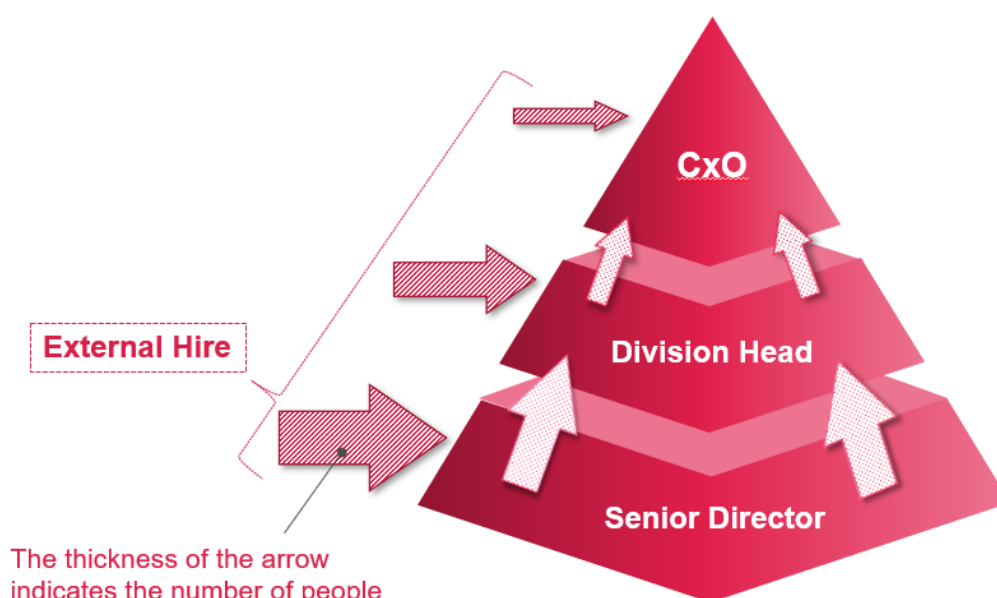 CxO
External Hire
Division Head
Senior Director
The thickness of the arrow
indicates the number of people